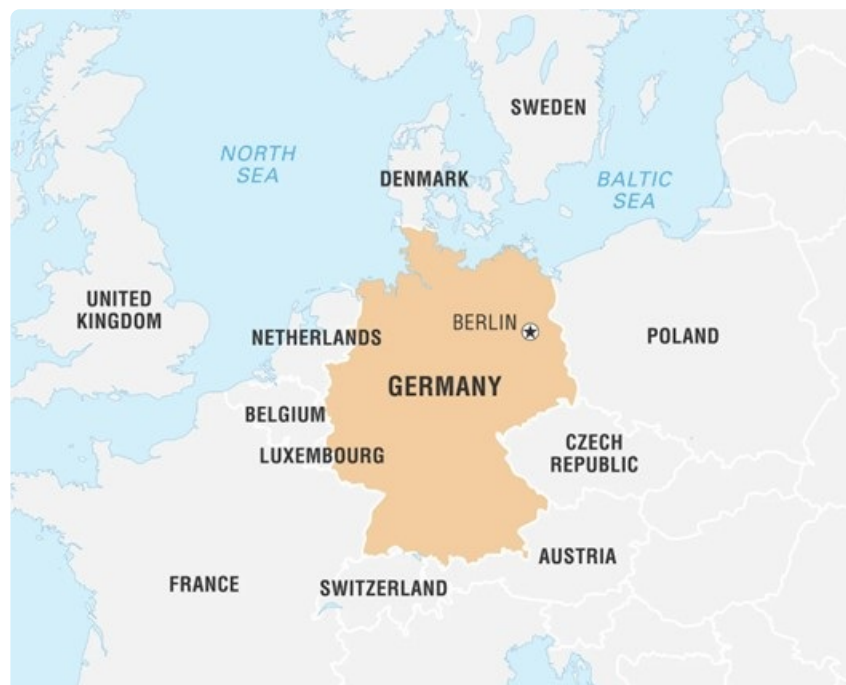 SWEDEN
NORTH
SEA
DENMARK
BALTIC
SEA
UNITED
KINGDOM
BERLIN
NETHERLANDS
POLAND
GERMANY
BELGIUM
CZECH
REPUBLIC
LUXEMBOURG
AUSTRIA
FRANCE
SWITZERLAND